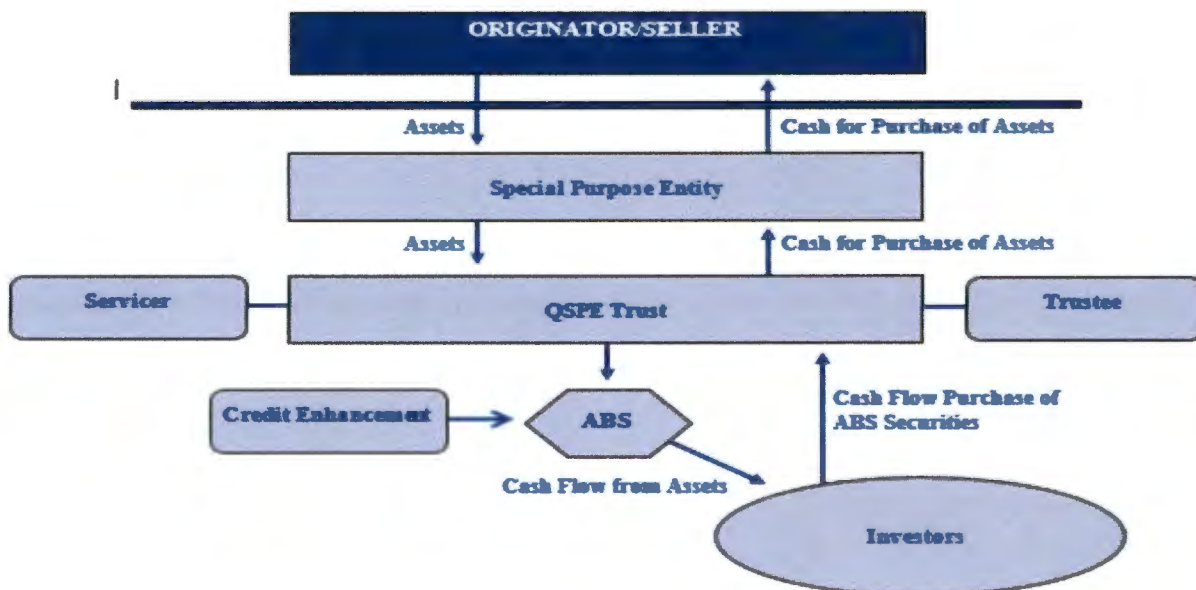 ORIGINATOR/SELLER
Assets
Cash for Purchase of Assets
Special Purpose Entity
Assets
Cash for Purchase of Assets
Servicer
QSPE Trust
Trustee
Credit Enhancement
ABS
Cash Flow Purchase of
ABS Securities
Cash Flow from Assets
Investors